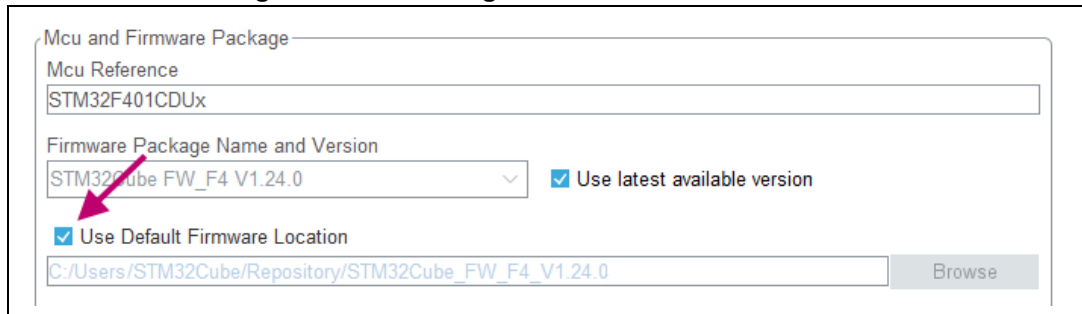 Mcu and Firmware Package
Mcu Reference
STM32F401CDUx
Firmware Package Name and Version
STM32Cube FW_F4 V1.24.0
Use latest available version
Use Default Firmware Location
C:/Users/STM32Cube/Repository/STM32Cube_FW_F4_V1.24.0
Browse